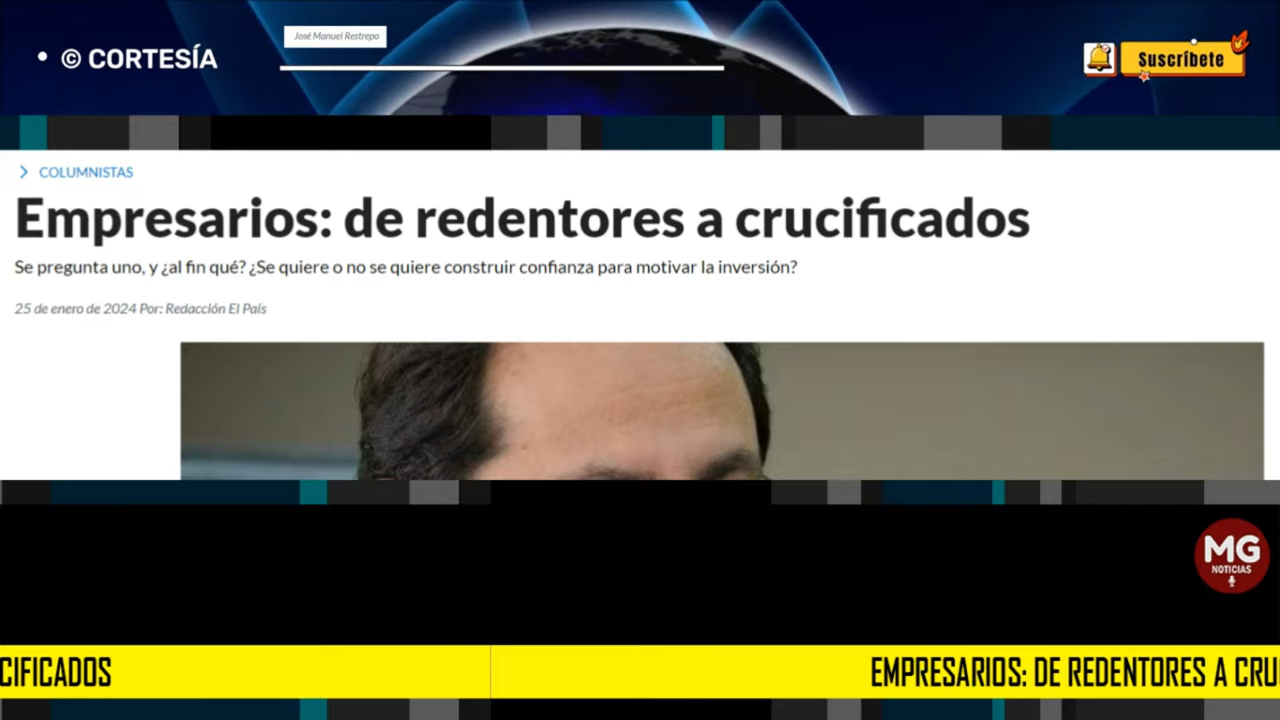 José Manuel Restrepo
• © CORTESÍA
Suscríbete
COLUMNISTAS
Empresarios: de redentores a crucificados
Se pregunta uno, y ¿al fin qué? ¿Se quiere o no se quiere construir confianza para motivar la inversión?
25 de enero de 2024 Por: Redacción El País
MG
NOTICIAS
CIFICADOS
EMPRESARIOS: DE REDENTORES A CRU